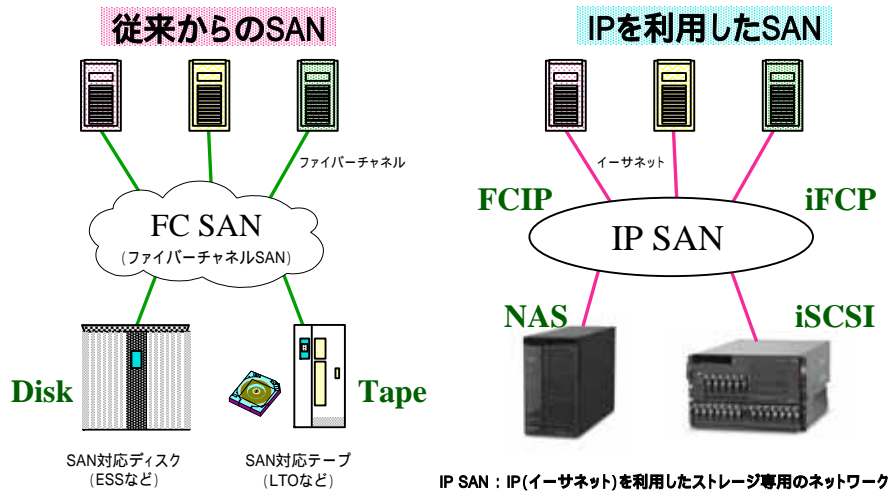 従来からのSAN
ファイバーチャネル
FC SAN
(ファイバーチャネルSAN)
Disk
Tape
SAN対応ディスク
(ESSなど)
SAN対応テープ
(LTOなど)
IPを利用したSAN
イーサネット
FCIP
iFCP
IP SAN
NAS
iSCSI
IP SAN : IP(イーサネット)を利用したストレージ専用のネットワーク